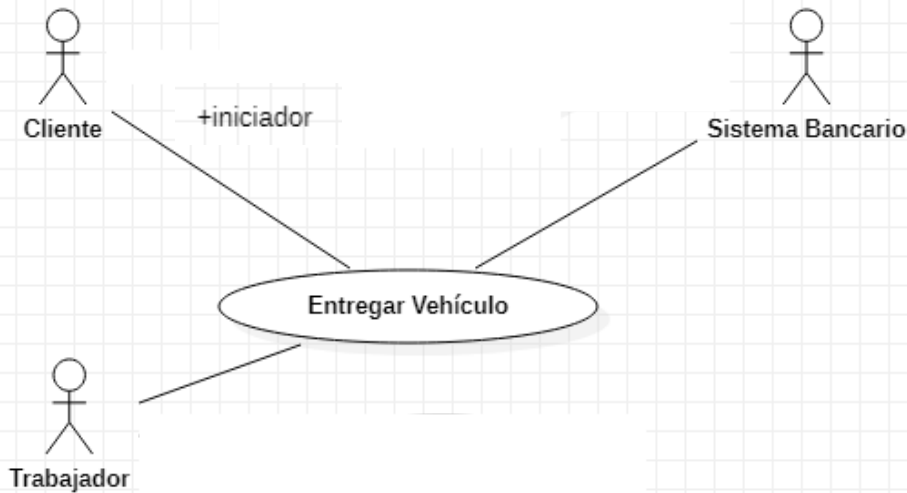 +iniciador
Cliente
Sistema Bancario
Entregar Vehículo
Trabajador